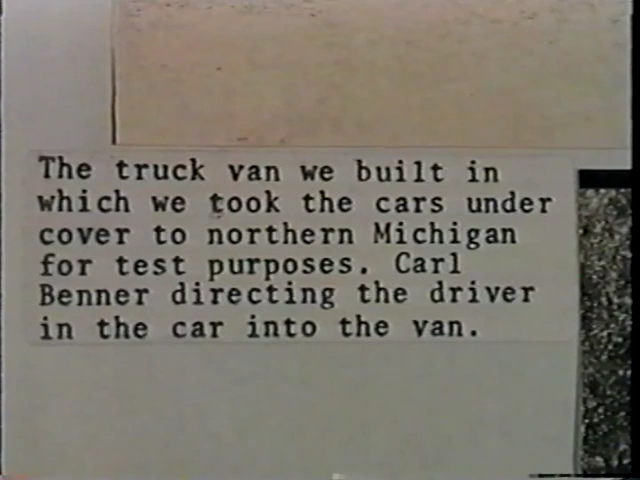 The truck van we built in
which we took the cars under
cover to northern Michigan
for test purposes. Carl
Benner directing the driver
in the car into the van.